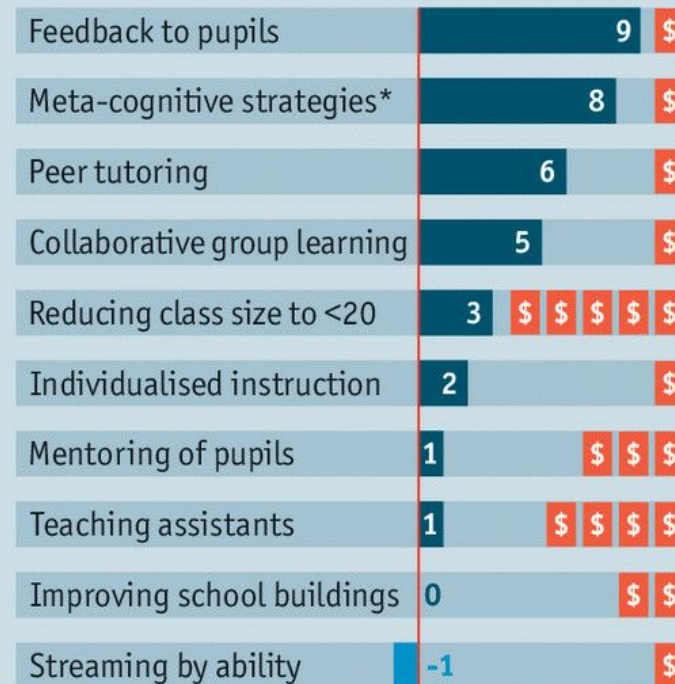 Feedback to pupils 9 $
Meta-cognitive strategies* 8 $
Peer tutoring 6 $
Collaborative group learning 5 $
Reducing class size to <20 3 $ $ $ $ $
Individualised instruction 2 $
Mentoring of pupils 1 $ $ $
Teaching assistants 1 $ $ $ $
Improving school buildings 0 $ $
Streaming by ability -1 $